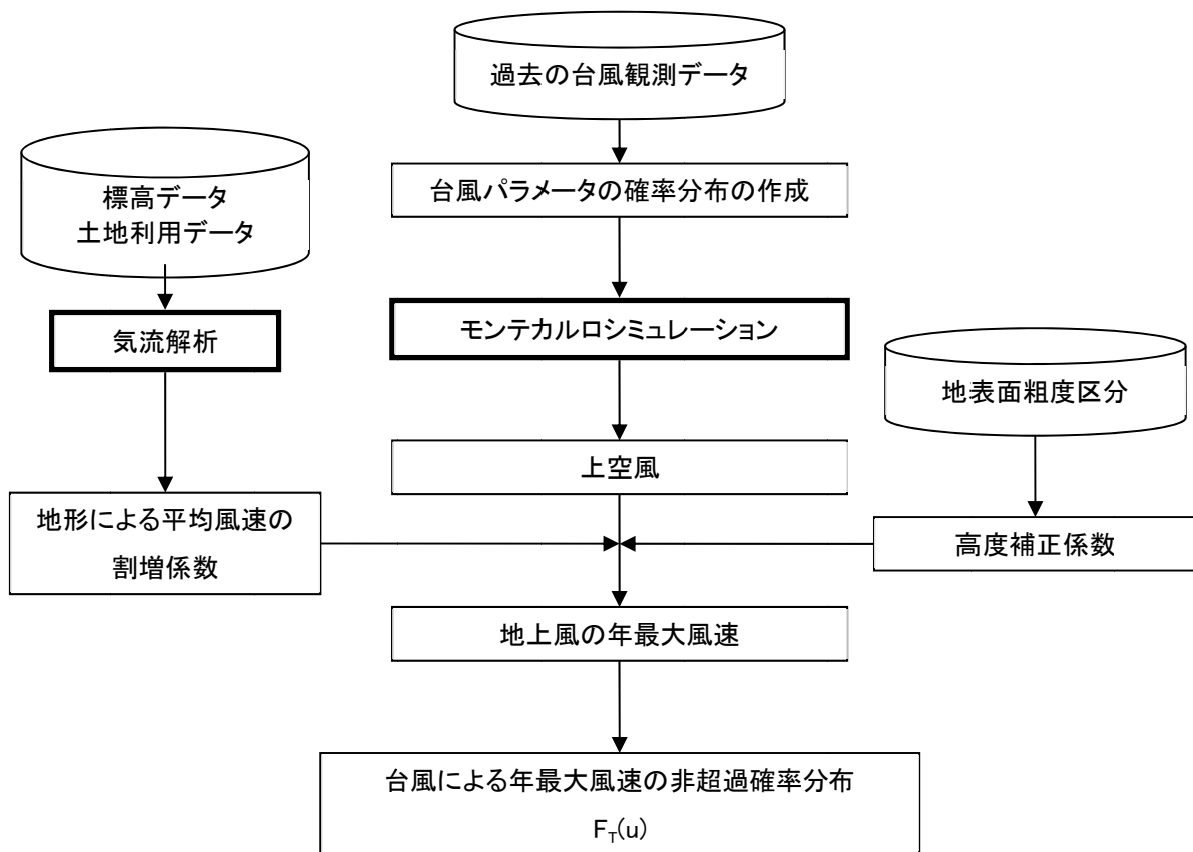 過去の台風観測データ
標高データ
土地利用データ
台風パラメータの確率分布の作成
気流解析
モンテカルロシミュレーション
地表面粗度区分
上空風
地形による平均風速の
割増係数
高度補正係数
地上風の年最大風速
台風による年最大風速の非超過確率分布
F_T(u)